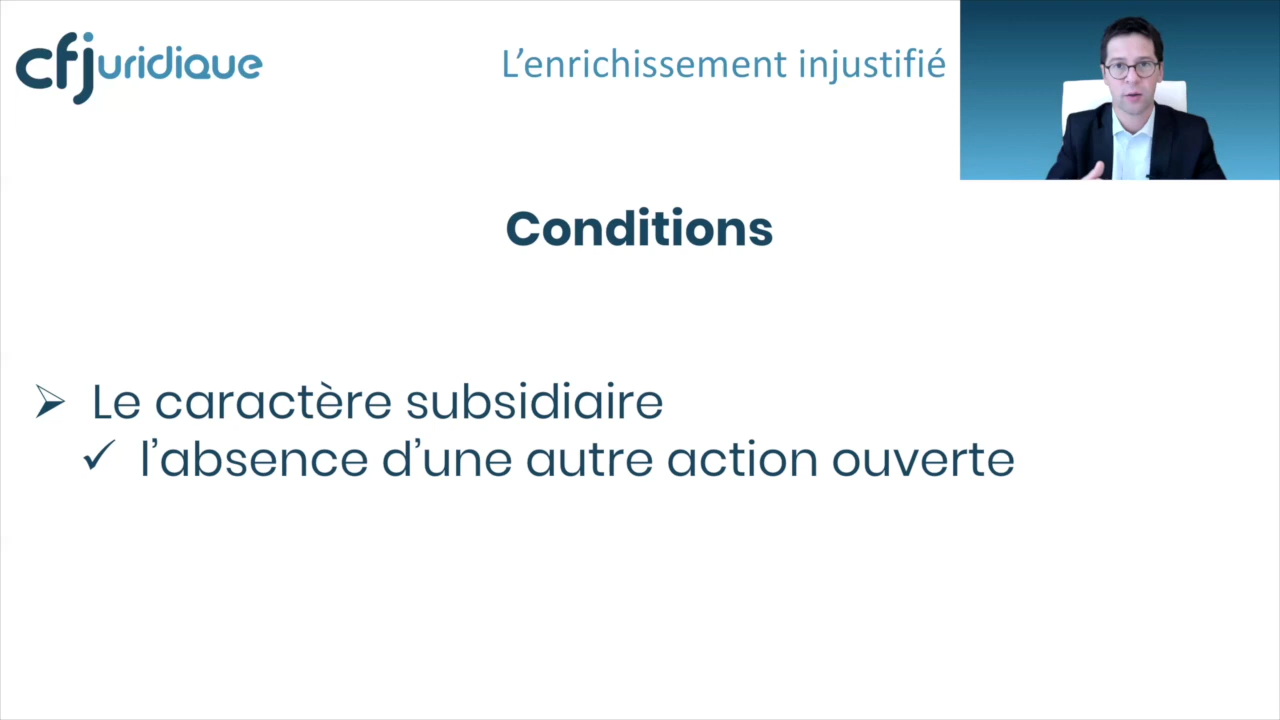 cfjuridique
L’enrichissement injustifié
Conditions
➢ Le caractère subsidiaire
✓ l’absence d’une autre action ouverte